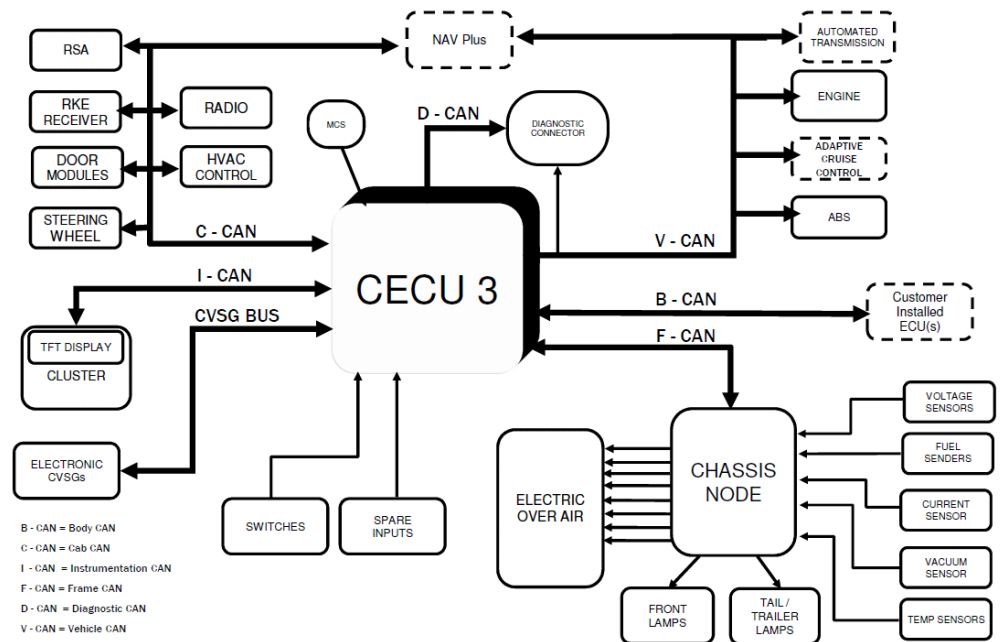 RSA
NAV Plus
AUTOMATED
TRANSMISSION
RKE
RECEIVER
RADIO
MCS
D - CAN
DIAGNOSTIC
CONNECTOR
ENGINE
DOOR
MODULES
HVAC
CONTROL
ADAPTIVE
CRUISE
CONTROL
STEERING
WHEEL
C - CAN
V - CAN
ABS
I - CAN
CECU 3
B - CAN
Customer
Installed
ECU(s)
CVSG BUS
F - CAN
TFT DISPLAY
CLUSTER
ELECTRONIC
CVSGs
SWITCHES
SPARE
INPUTS
ELECTRIC
OVER AIR
CHASSIS
NODE
VOLTAGE
SENSORS
FUEL
SENDERS
CURRENT
SENSOR
VACUUM
SENSOR
TEMP SENSORS
FRONT
LAMPS
TAIL /
TRAILER
LAMPS
B - CAN = Body CAN
C - CAN = Cab CAN
I - CAN = Instrumentation CAN
F - CAN = Frame CAN
D - CAN = Diagnostic CAN
V - CAN = Vehicle CAN